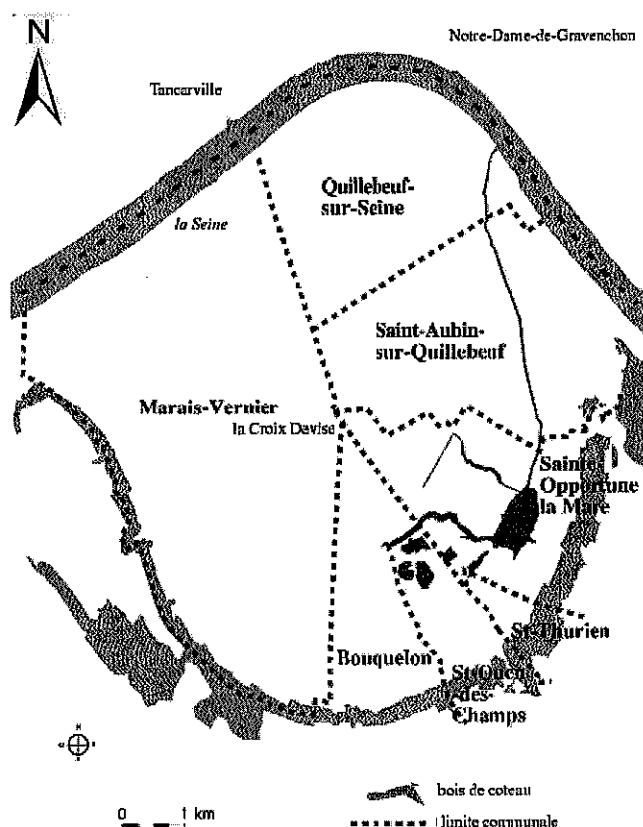 N
Notre-Dame-de-Gravenchon
Tancarville
Quillebeuf-
sur-Seine
la Seine
Saint-Aubin-
sur-Quillebeuf
Marais-Vernier
la Croix Davise
Sainte
Opportune
la Mare
St-Thurien
Bouquelon
St-Ouen
-des-
Champs
bois de coteau
0 1 km
limite communale